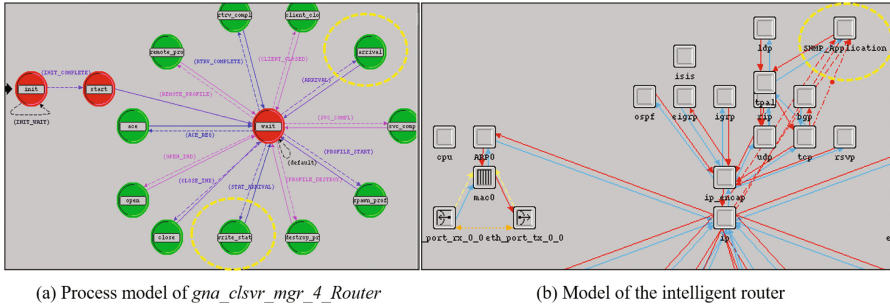 rtrv_compl
client_clo
remote_pro
arrival
(INIT_COMPLETE)
(RTRV_COMPLETE)
(CLIENT_CLOSED)
(ARRIVAL)
init
start
(REMOTE_PROFILE)
(SVC_COMPL)
(INIT_WAIT)
ace
wait
svc_comp
(ACE_REQ)
(default)
(PROFILE_START)
(OPEN_IND)
(CLOSE_IND)
(STAT_ARRIVAL)
(PROFILE_DESTROY)
open
spawn_prof
close
write_stat
destroy_pr
(a) Process model of gna_clsvr_mgr_4_Router
ldp
SNMP_Application
isis
tpal
ospf
eigrp
igrp
rip
bgp
cpu
ARP0
udp
tcp
rsvp
mac0
ip_encap
_port_rx_0_0
eth_port_tx_0_0
ip
(b) Model of the intelligent router